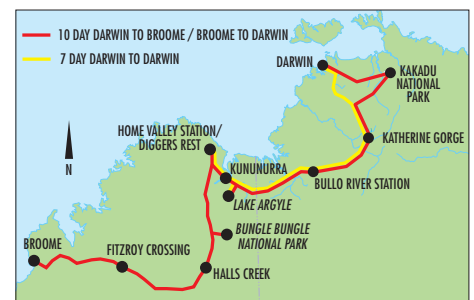 10 DAY DARWIN TO BROOME / BROOME TO DARWIN
7 DAY DARWIN TO DARWIN
DARWIN
KAKADU
NATIONAL
PARK
HOME VALLEY STATION/
DIGGERS REST
KATHERINE GORGE
N
KUNUNURRA
BULLO RIVER STATION
LAKE ARGYLE
BUNGLE BUNGLE
NATIONAL PARK
BROOME
FITZROY CROSSING
HALLS CREEK